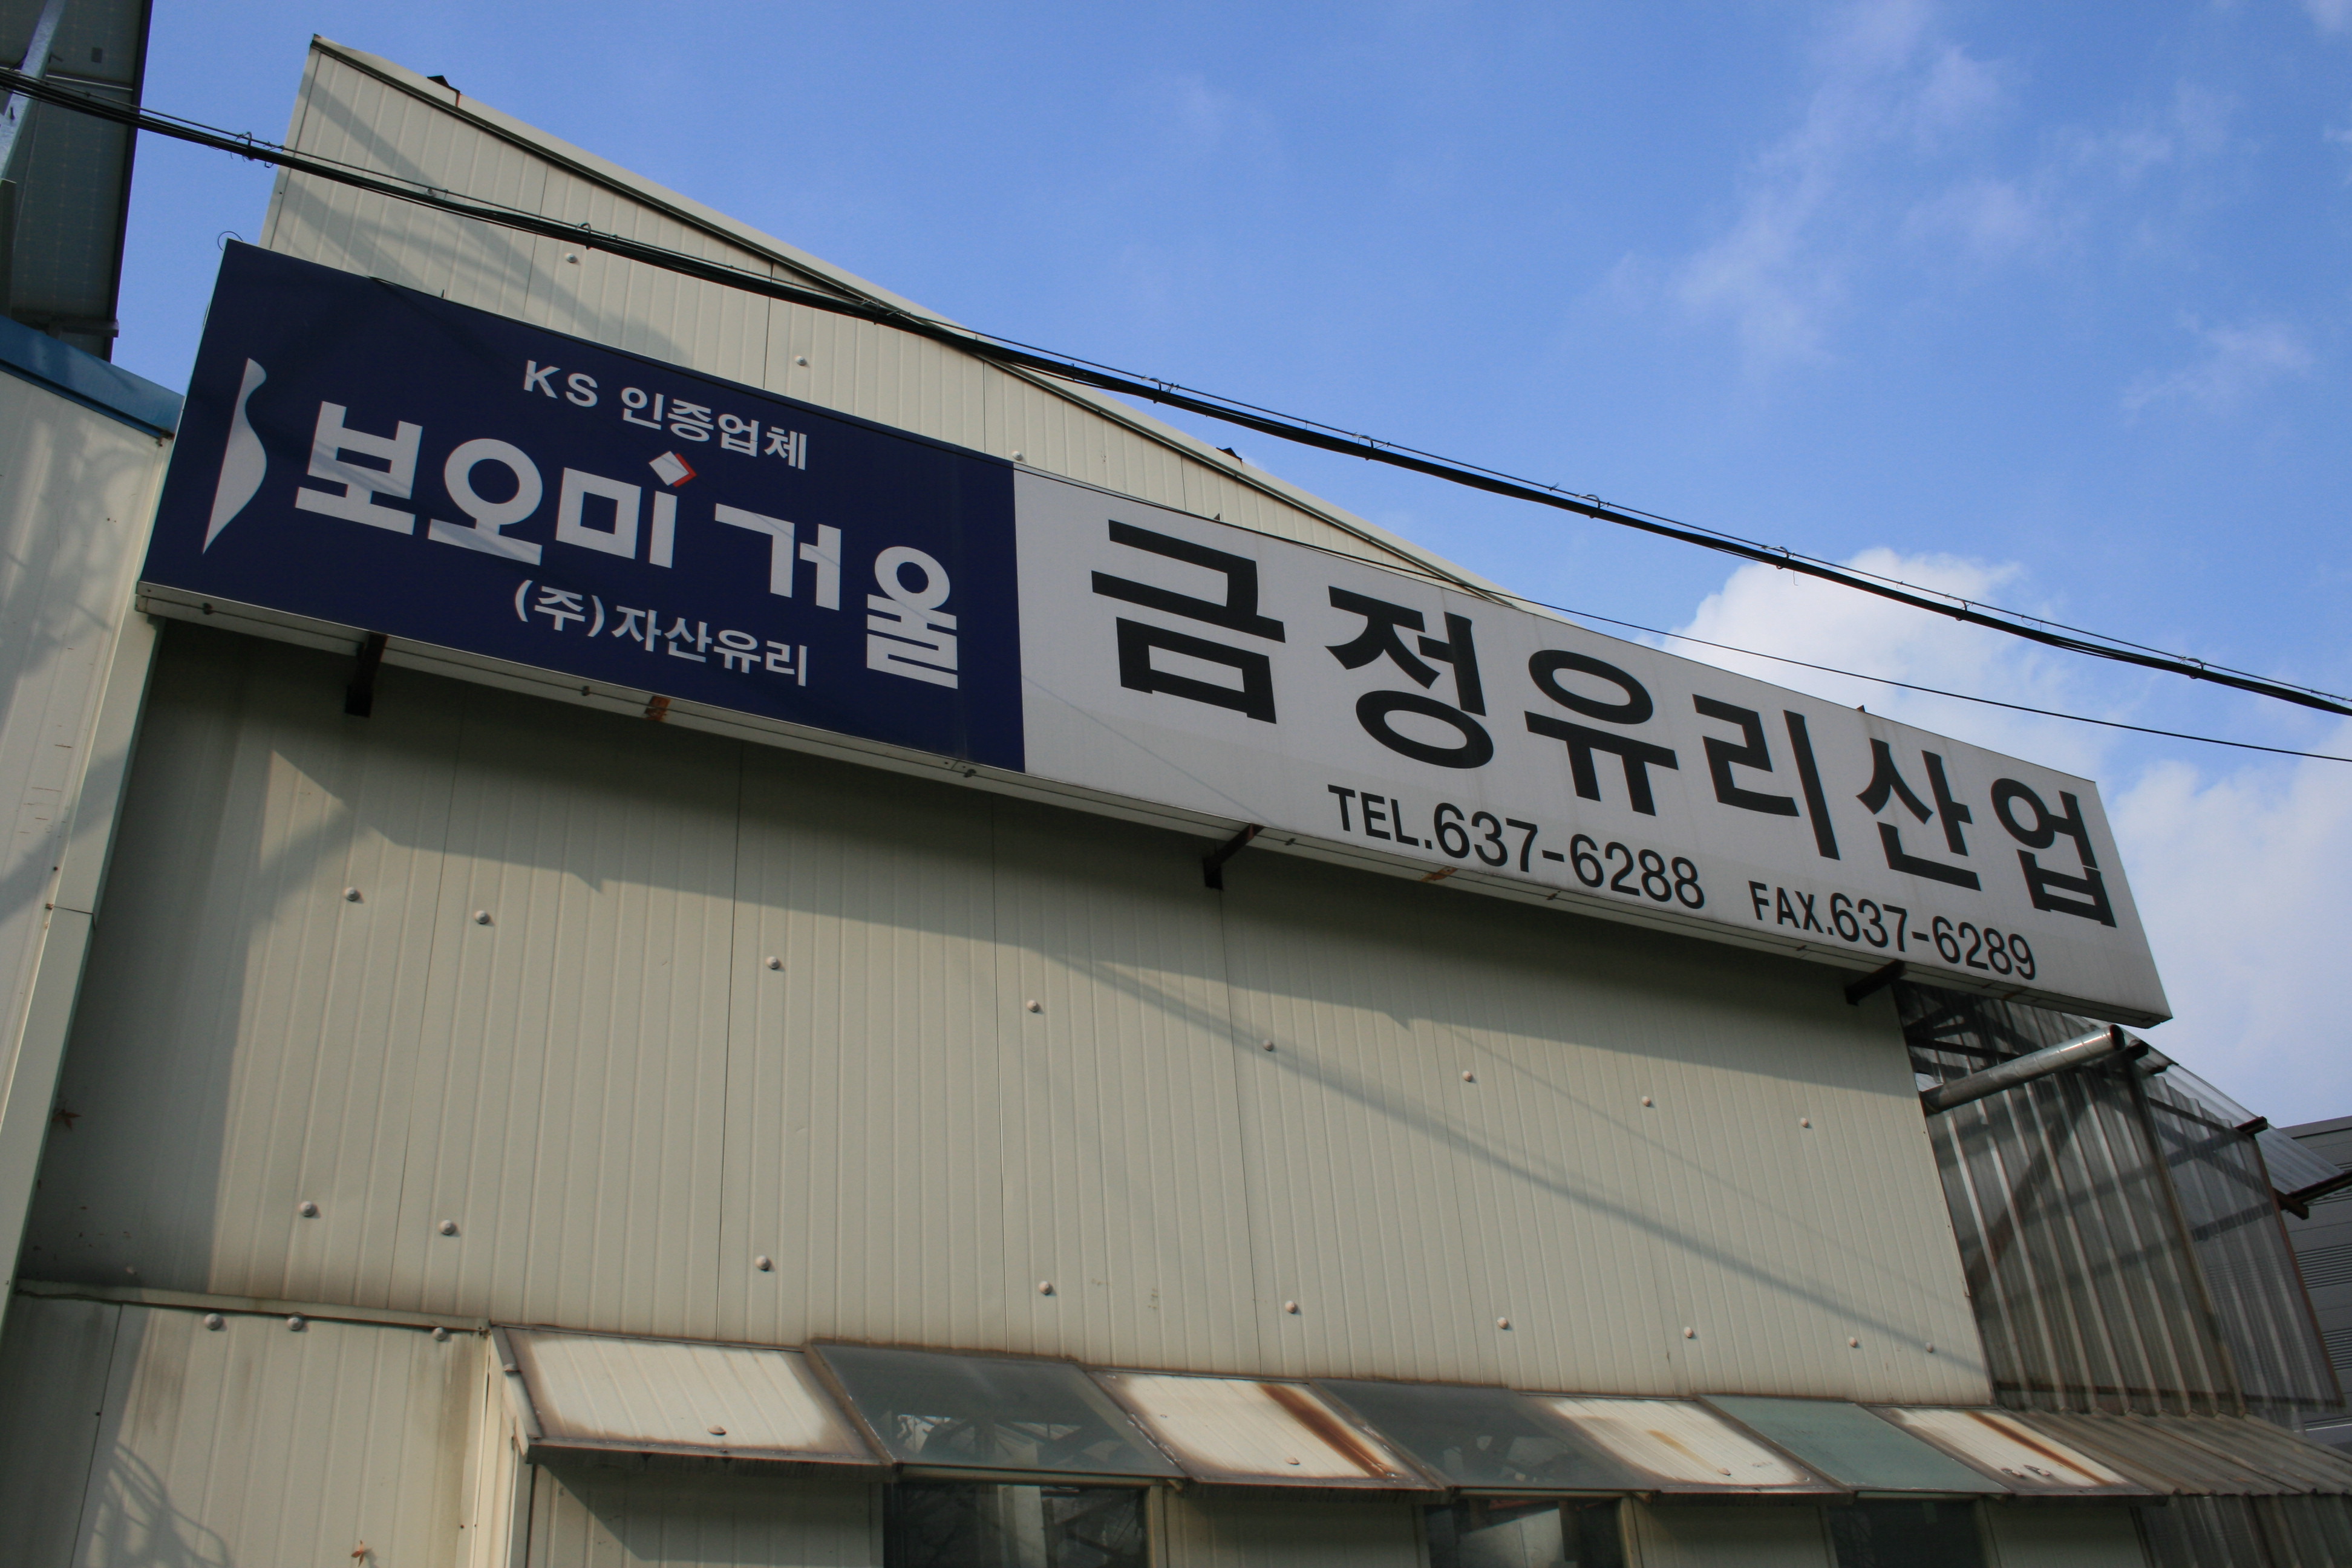 KS 인증업체
보오미 거울
(주)자산유리
금정유리산업
TEL.637-6288 FAX.637-6289